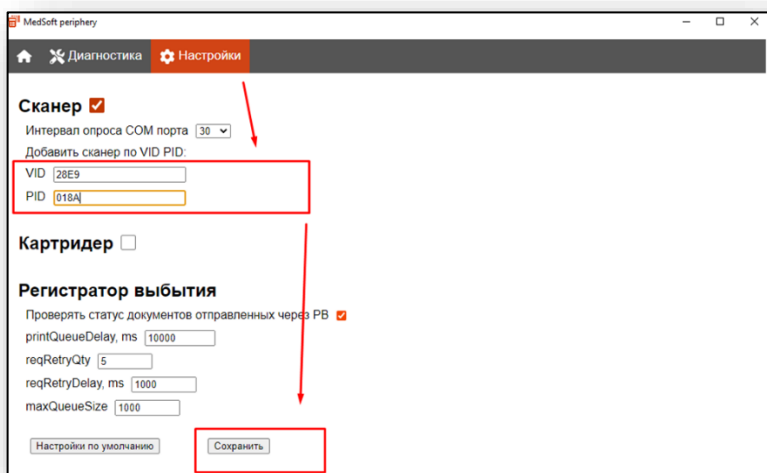 MedSoft periphery
Диагностика Настройки
Сканер
Интервал опроса COM порта 30
Добавить сканер по VID PID:
VID 28E9
PID 018A
Картридер
Регистратор выбытия
Проверять статус документов отправленных через РВ
printQueueDelay, ms 10000
reqRetryQty 5
reqRetryDelay, ms 1000
maxQueueSize 1000
Настройки по умолчанию Сохранить